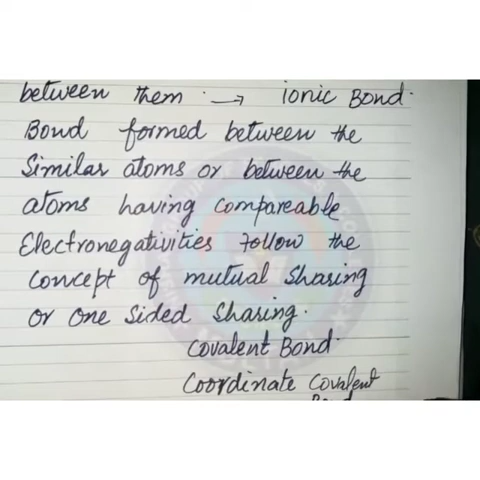 between them. → ionic Bond.
Bond formed between the
Similar atoms or between the
atoms having compareable
Electronegativities Follow the
concept of mutual Sharing
or one Sided Sharing.
Covalent Bond.
Coordinate Covalent